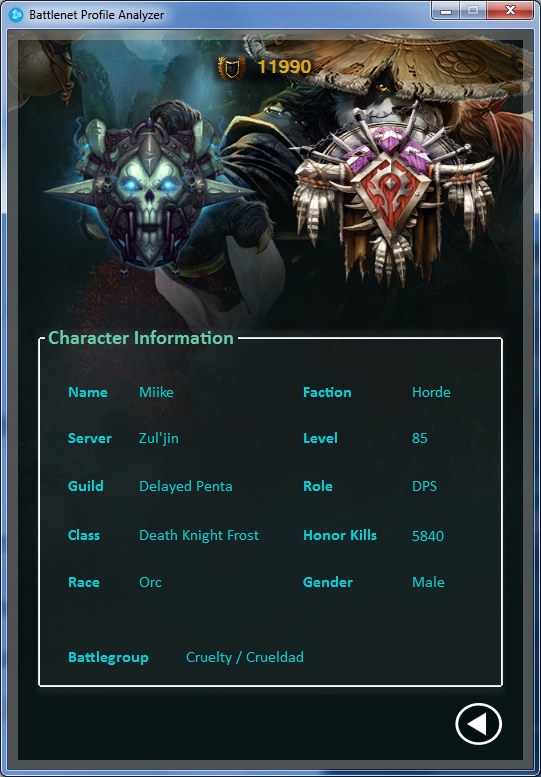 Battlenet Profile Analyzer
11990
Character Information
Name Miike Faction Horde
Server Zul'jin Level 85
Guild Delayed Penta Role DPS
Class Death Knight Frost Honor Kills 5840
Race Orc Gender Male
Battlegroup Cruelty / Crueldad